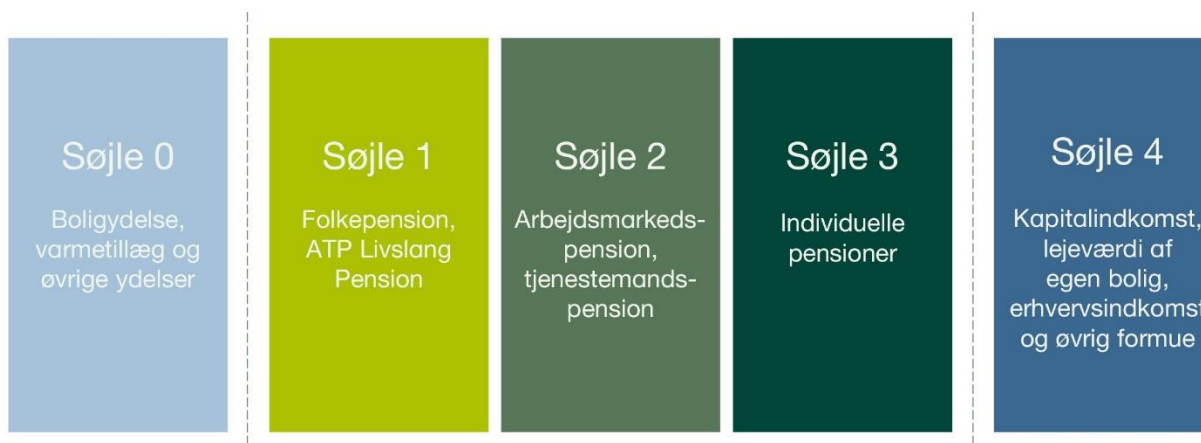 Søjle 0
Boligydelse,
varmetillæg og
øvrige ydelser
Søjle 1
Folkepension,
ATP Livslang
Pension
Søjle 2
Arbejdsmarkeds-
pension,
tjenestemands-
pension
Søjle 3
Individuelle
pensioner
Søjle 4
Kapitalindkomst,
lejeværdi af
egen bolig,
erhvervsindkomst
og øvrig formue